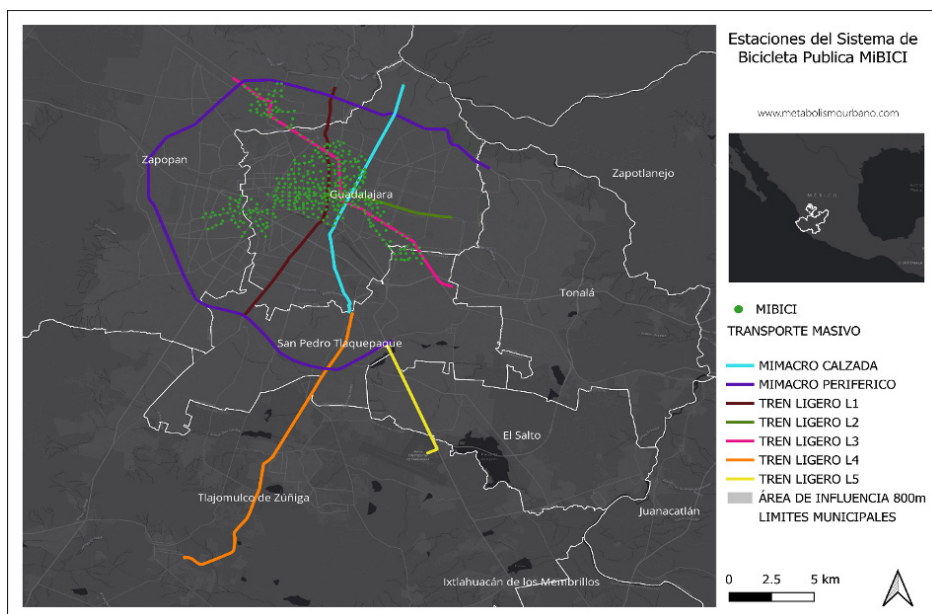 Estaciones del Sistema de
Bicicleta Publica MiBICI
www.metabolismourbano.com
MÉXICO
Zapopan
Guadalajara
Zapotlanejo
Tonalá
San Pedro Tlaquepaque
El Salto
Tlajomulco de Zúñiga
Juanacatlán
Ixtlahuacán de los Membrillos
MIBICI
TRANSPORTE MASIVO
MIMACRO CALZADA
MIMACRO PERIFERICO
TREN LIGERO L1
TREN LIGERO L2
TREN LIGERO L3
TREN LIGERO L4
TREN LIGERO L5
ÁREA DE INFLUENCIA 800m
LIMITES MUNICIPALES
0 2.5 5 km